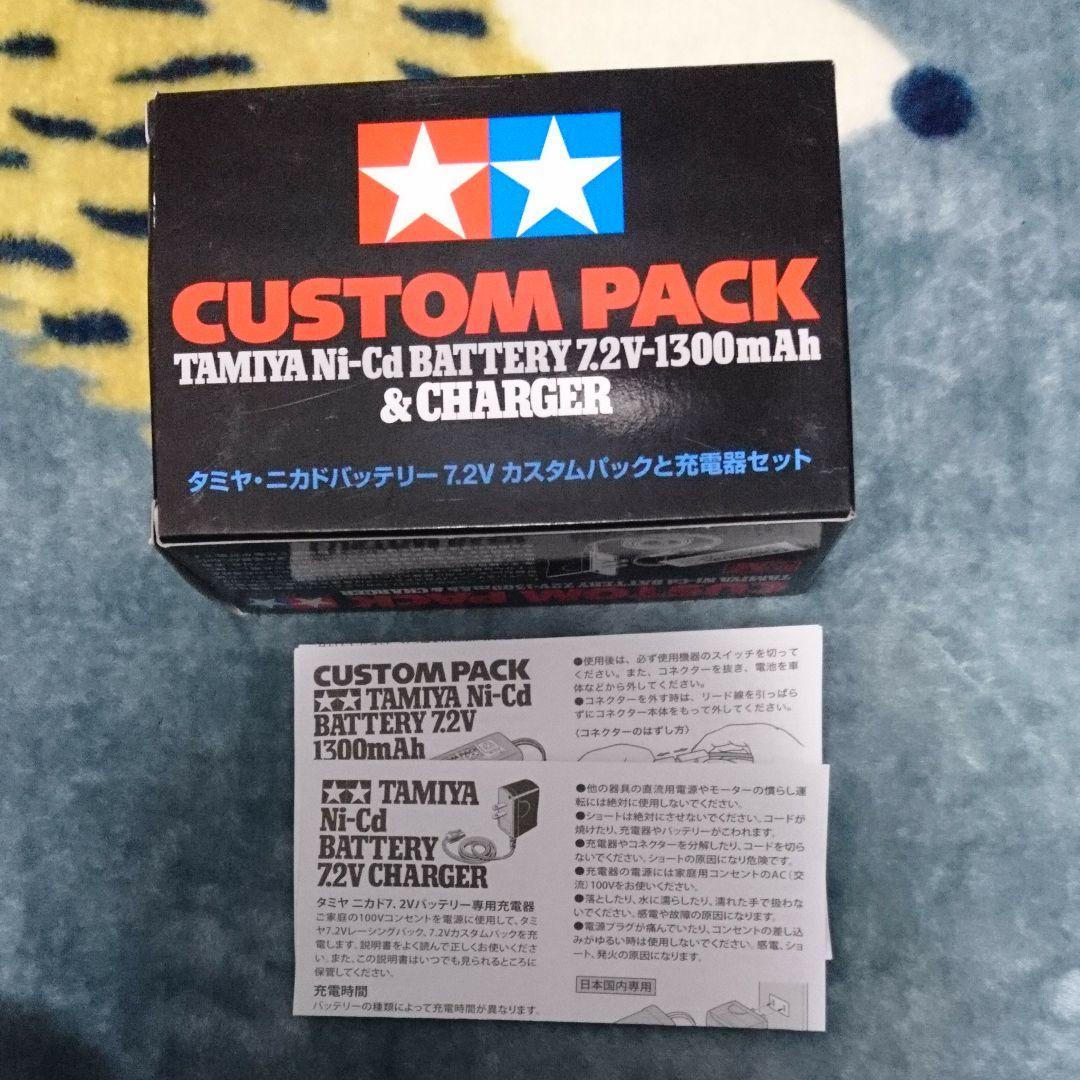 CUSTOM PACK
TAMIYA Ni-Cd BATTERY 7.2V-1300mAh
& CHARGER
タミヤ・ニカドバッテリー 7.2V カスタムパックと充電器セット
CUSTOM PACK
TAMIYA Ni-Cd BATTERY 7.2V-1300mAh & CHARGER
CUSTOM PACK
TAMIYA Ni-Cd
BATTERY 7.2V
1300mAh
●使用後は、必ず使用機器のスイッチを切って
ください。また、コネクターを抜き、電池を車
体などから外してください。
●コネクターを外す時は、リード線を引っぱら
ずにコネクター本体をもって外してください。
〈コネクターのはずし方〉
TAMIYA
Ni-Cd
BATTERY
7.2V CHARGER
タミヤ ニカド7.2Vバッテリー専用充電器
ご家庭の100Vコンセントを電源に使用して、タミ
ヤ7.2Vレーシングパック、7.2Vカスタムパックを充
電します。説明書をよく読んで正しくお使いくださ
い。また、この説明書はいつでも見られるところに
保管してください。
充電時間
バッテリーの種類によって充電時間が異なります。
●他の器具の直流用電源やモーターの慣らし運
転には絶対に使用しないでください。
●ショートは絶対にさせないでください。コードが
焼けたり、充電器やバッテリーがこわれます。
●充電器やコネクターを分解したり、コードを切ら
ないでください。ショートの原因になり危険です。
●充電器の電源には家庭用コンセントのAC（交
流）100Vをお使いください。
●落としたり、水に濡らしたり、濡れた手で扱わな
いでください。感電や故障の原因になります。
●電源プラグが痛んでいたり、コンセントの差し込
みがゆるい時は使用しないでください。感電、ショ
ート、発火の原因になります。
日本国内専用